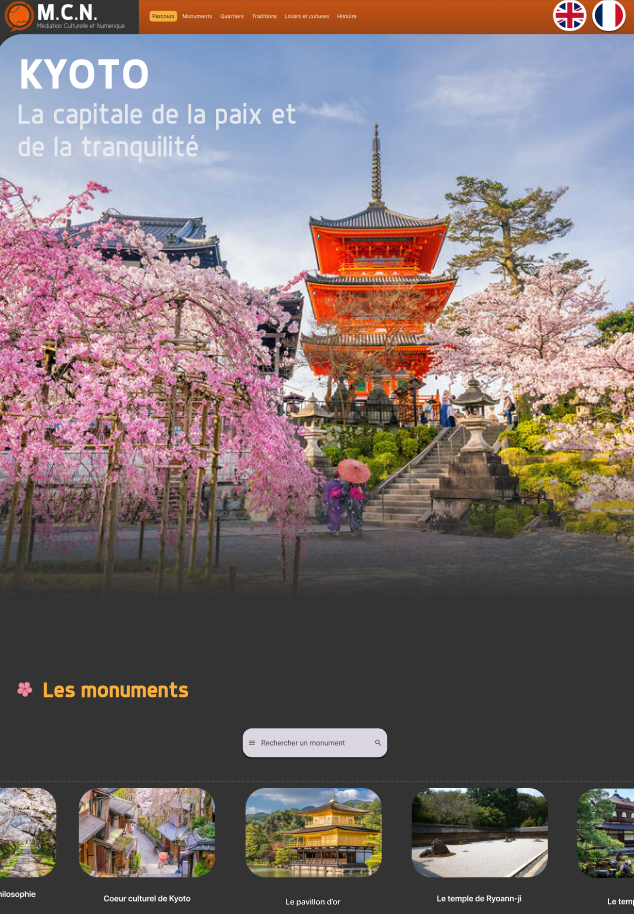 M.C.N.
Médiation Culturelle et Numérique
Parcours Monuments Quartiers Traditions Loisirs et cultures Histoire
KYOTO
La capitale de la paix et
de la tranquilité
Les monuments
Rechercher un monument
hilosophie
Coeur culturel de Kyoto
Le pavillon d'or
Le temple de Ryoann-ji
Le temp